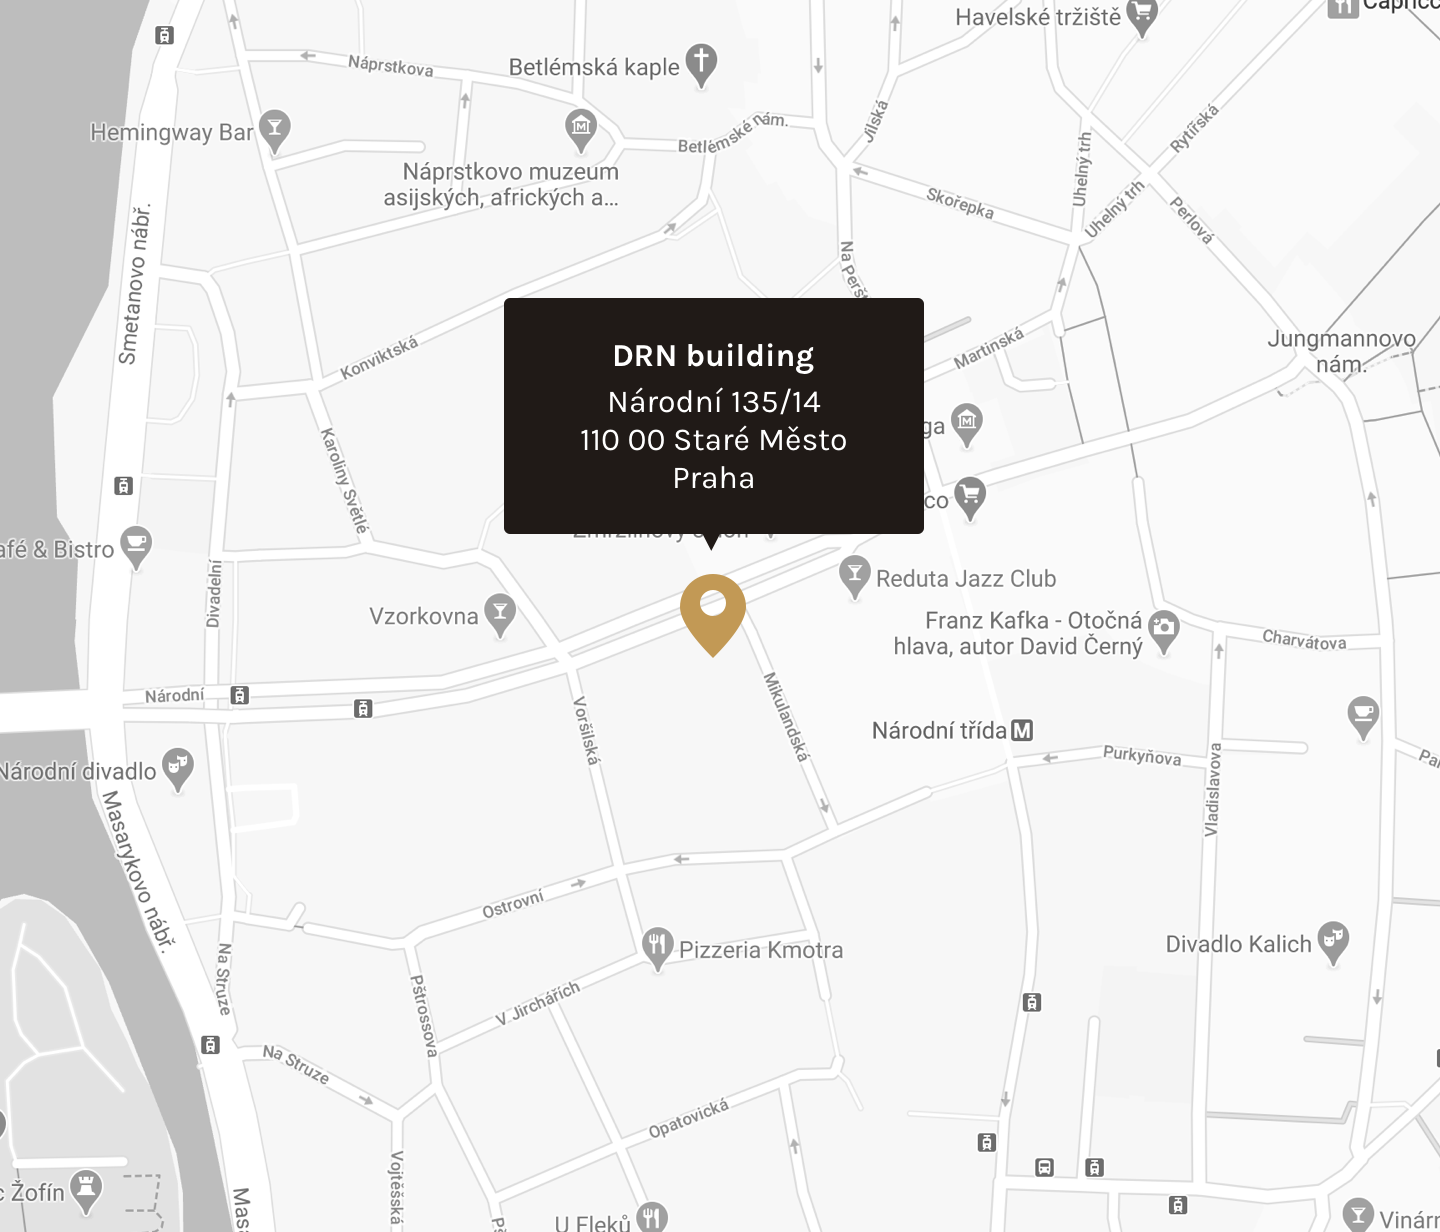 Capricc
Havelské tržiště
Náprstkova
Betlémská kaple
Hemingway Bar
Betlémské nám.
Jilská
Rytířská
Náprstkovo muzeum
asijských, afrických a...
Uhelný trh
Skořepka
Uhelný trh
Perlová
Smetanovo nábř.
Na Peršt
Konviktská
Martinská
Jungmannovo
nám.
DRN building
Národní 135/14
110 00 Staré Město
Praha
ga
co
Karoliny Světlé
afé & Bistro
Divadelní
Reduta Jazz Club
Vzorkovna
Franz Kafka - Otočná
hlava, autor David Černý
Charvátova
Národní
Mikulandská
Voršilská
Národní třída M
Purkyňova
Národní divadlo
Vladislavova
Masarykovo nábř.
Ostrovní
Na Struze
Pizzeria Kmotra
Divadlo Kalich
Pštrossova
V Jirchářích
Na Struze
Opatovická
Vojtěšská
c Žofín
Mas
Pš
U Fleků
Vinárn